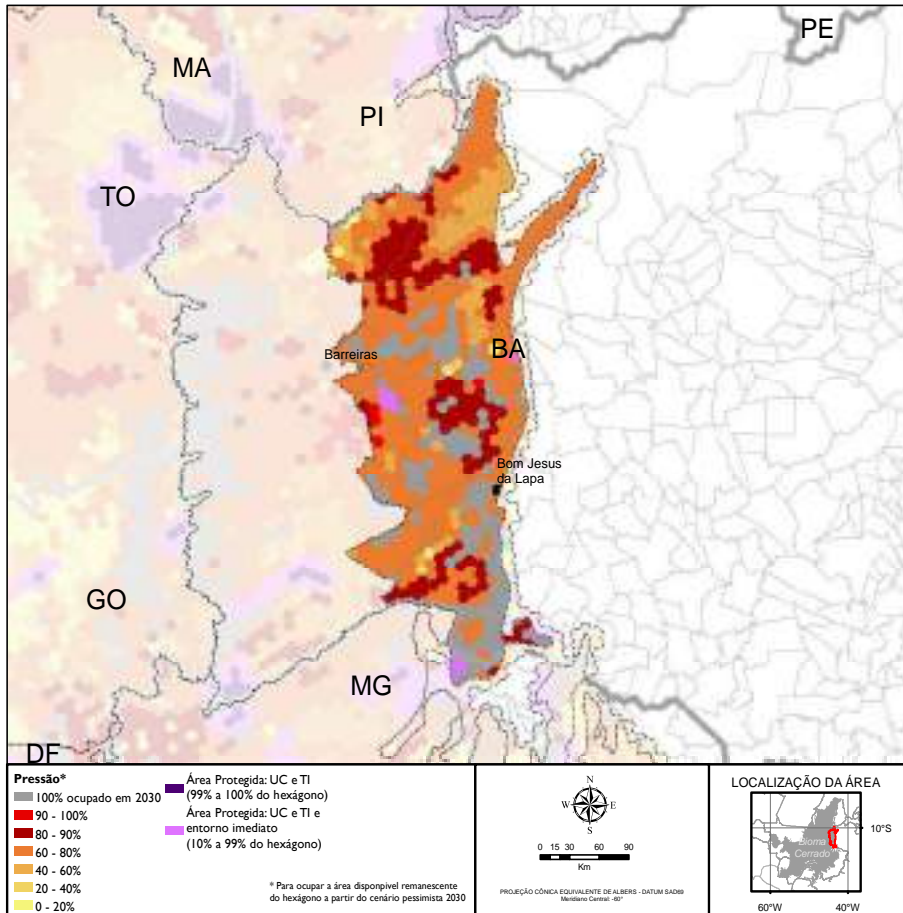 PE
MA
PI
TO
Barreiras
BA
Bom Jesus
da Lapa
GO
MG
DF
Pressão*
100% ocupado em 2030
90 - 100%
80 - 90%
60 - 80%
40 - 60%
20 - 40%
0 - 20%
Área Protegida: UC e TI
(99% a 100% do hexágono)
Área Protegida: UC e TI e
entorno imediato
(10% a 99% do hexágono)
* Para ocupar a área disponpivel remanescente
do hexágono a partir do cenário pessimista 2030
N
W E
S
0 15 30 60 90
Km
PROJEÇÃO CÔNICA EQUIVALENTE DE ALBERS - DATUM SAD69
Meridiano Central: -60°
LOCALIZAÇÃO DA ÁREA
Bioma
Cerrado
10°S
60°W 40°W